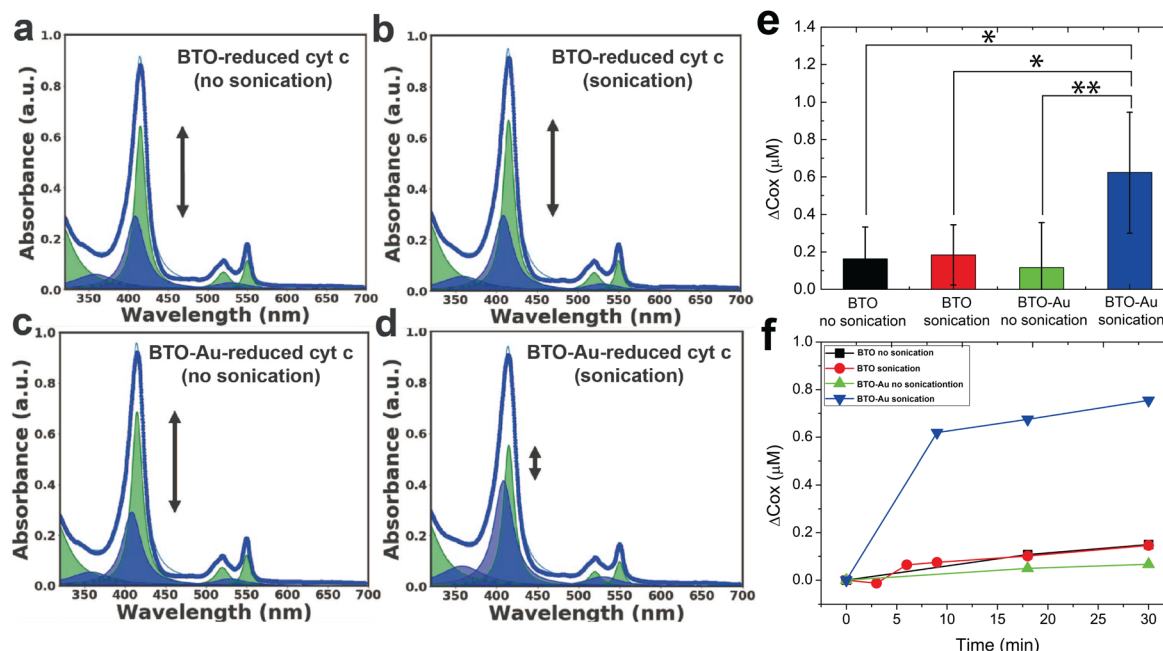 a
BTO-reduced cyt c
(no sonication)
Absorbance (a.u.)
1.0
0.8
0.6
0.4
0.2
0.0
350 400 450 500 550 600 650 700
Wavelength (nm)
b
BTO-reduced cyt c
(sonication)
Absorbance (a.u.)
1.0
0.8
0.6
0.4
0.2
0.0
350 400 450 500 550 600 650 700
Wavelength (nm)
c
BTO-Au-reduced cyt c
(no sonication)
Absorbance (a.u.)
1.0
0.8
0.6
0.4
0.2
0.0
350 400 450 500 550 600 650 700
Wavelength (nm)
d
BTO-Au-reduced cyt c
(sonication)
Absorbance (a.u.)
1.0
0.8
0.6
0.4
0.2
0.0
350 400 450 500 550 600 650 700
Wavelength (nm)
e
ΔCox (μM)
1.4
1.2
1.0
0.8
0.6
0.4
0.2
0.0
*
*
**
BTO BTO BTO-Au BTO-Au
no sonication sonication no sonication sonication
f
ΔCox (μM)
1.0
0.8
0.6
0.4
0.2
0.0
BTO no sonication
BTO sonication
BTO-Au no sonicationtion
BTO-Au sonication
0 5 10 15 20 25 30
Time (min)